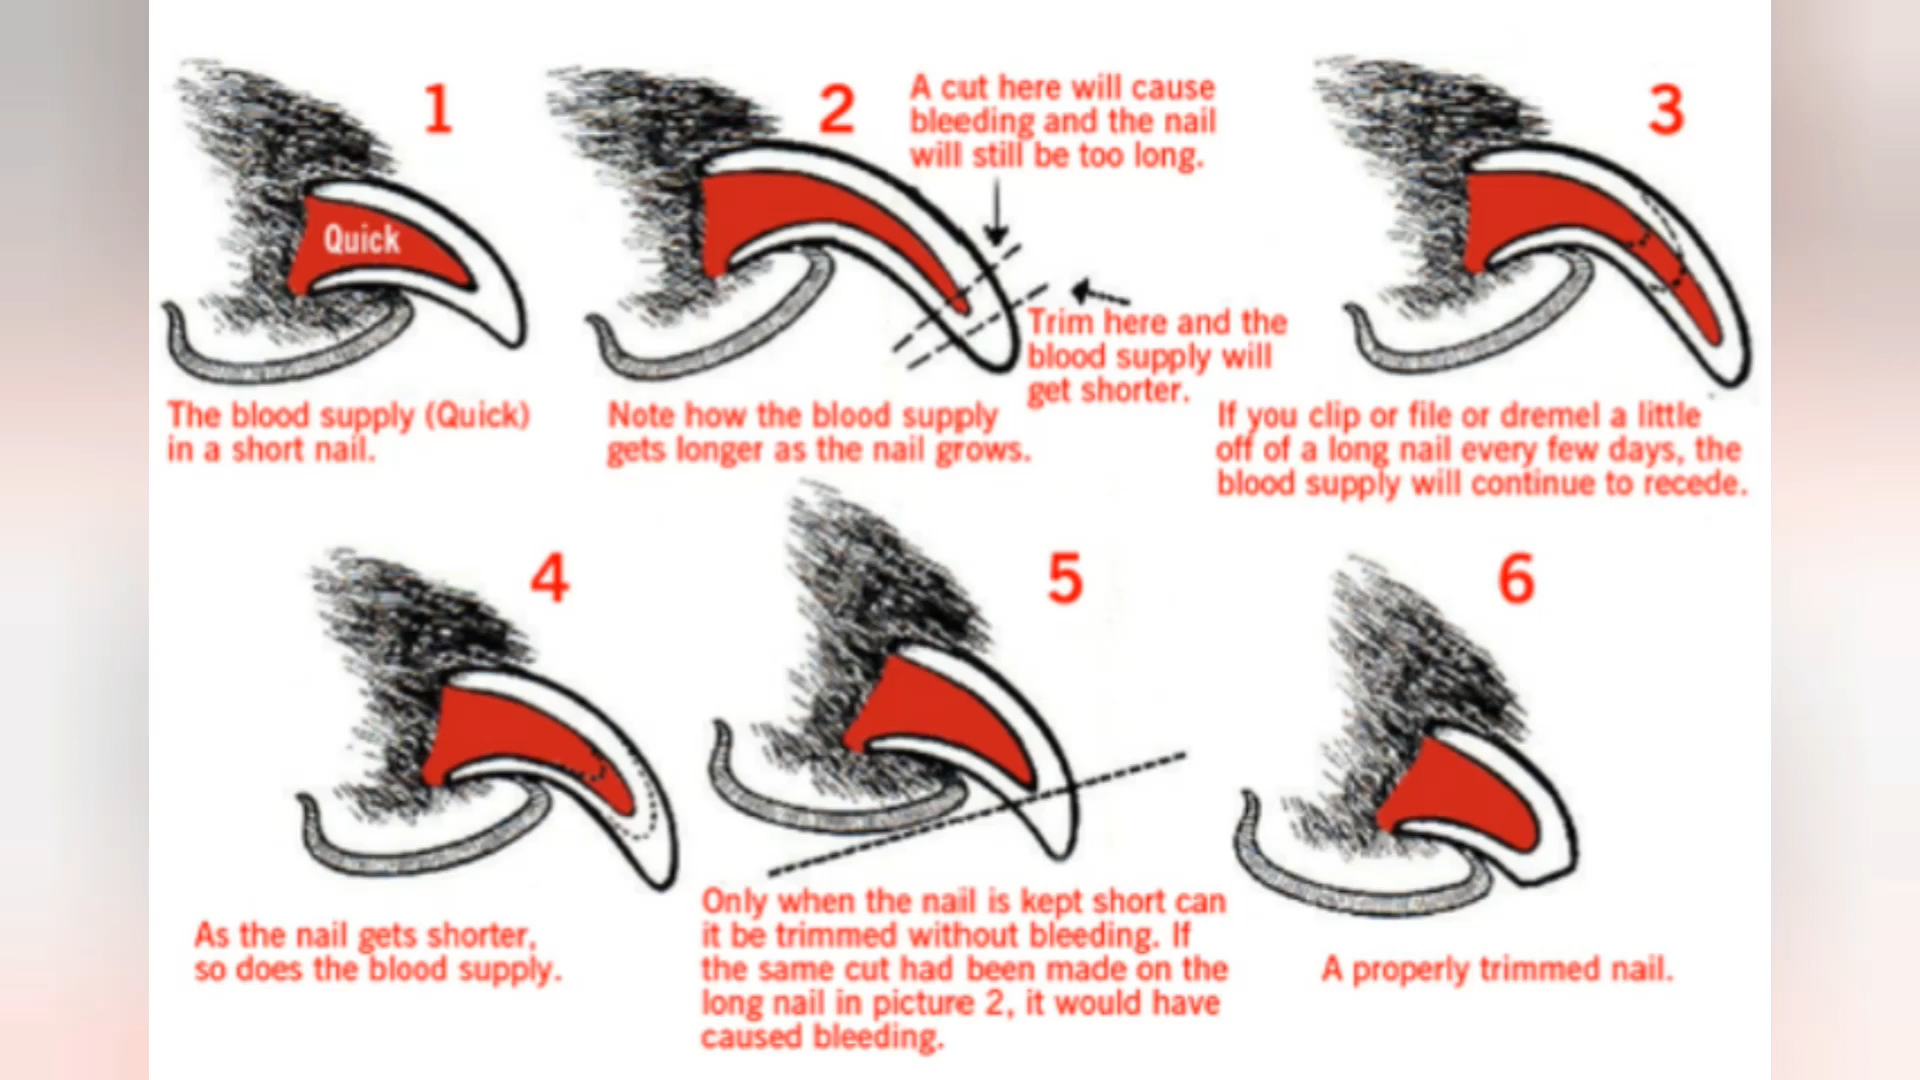 1
Quick
The blood supply (Quick)
in a short nail.
2
A cut here will cause
bleeding and the nail
will still be too long.
Trim here and the
blood supply will
get shorter.
Note how the blood supply
gets longer as the nail grows.
3
If you clip or file or dremel a little
off of a long nail every few days, the
blood supply will continue to recede.
4
As the nail gets shorter,
so does the blood supply.
5
Only when the nail is kept short can
it be trimmed without bleeding. If
the same cut had been made on the
long nail in picture 2, it would have
caused bleeding.
6
A properly trimmed nail.